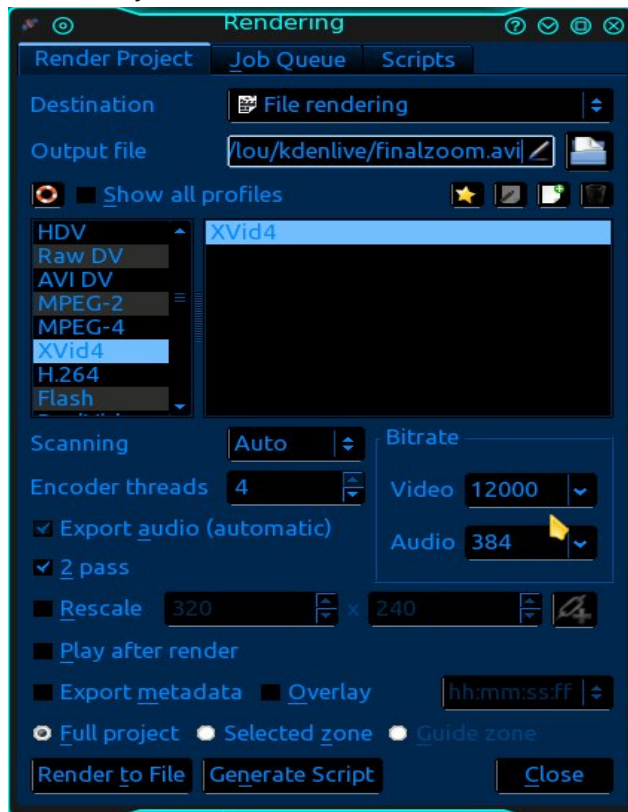 Rendering
Render Project Job Queue Scripts
Destination File rendering
Output file /lou/kdenlive/finalzoom.avi
Show all profiles
HDV XVid4
Raw DV
AVI DV
MPEG-2
MPEG-4
XVid4
H.264
Flash
Scanning Auto Bitrate
Encoder threads 4 Video 12000
Export audio (automatic) Audio 384
2 pass
Rescale 320 x 240
Play after render
Export metadata Overlay hh:mm:ss:ff
Full project Selected zone Guide zone
Render to File Generate Script Close